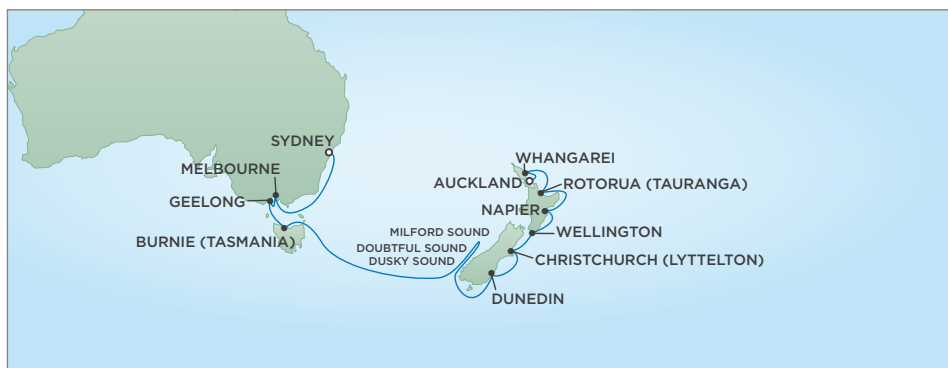 SYDNEY
MELBOURNE
GEELONG
BURNIE (TASMANIA)
MILFORD SOUND
DOUBTFUL SOUND
DUSKY SOUND
WHANGAREI
AUCKLAND
ROTORUA (TAURANGA)
NAPIER
WELLINGTON
CHRISTCHURCH (LYTTELTON)
DUNEDIN